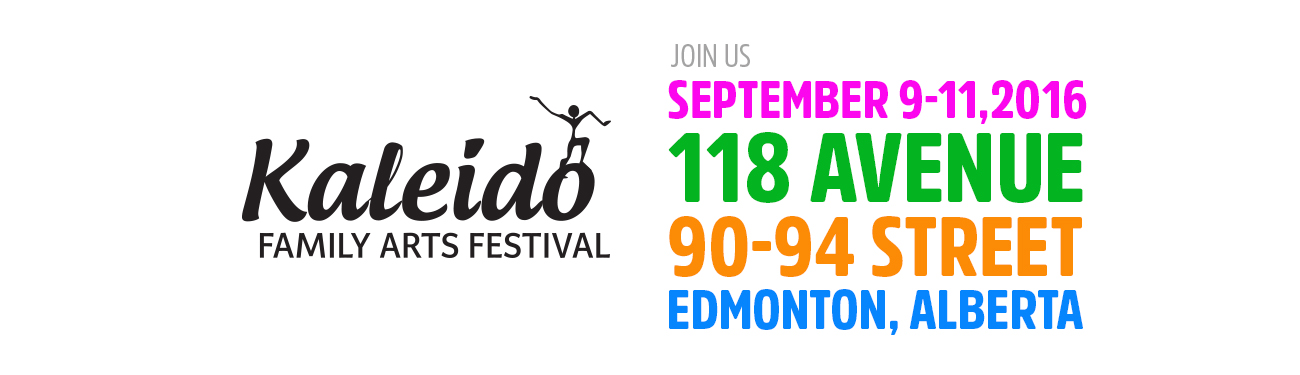 Kaleido
FAMILY ARTS FESTIVAL
JOIN US
SEPTEMBER 9-11,2016
118 AVENUE
90-94 STREET
EDMONTON, ALBERTA